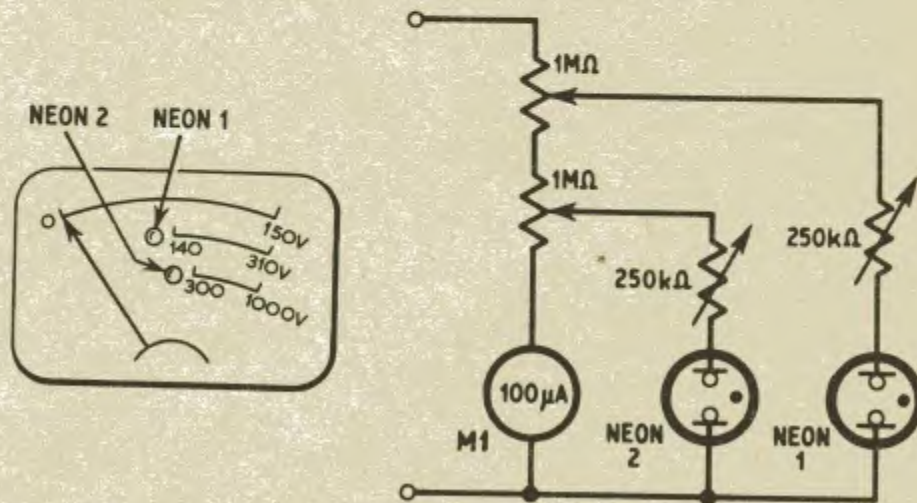 NEON 2 NEON 1
0
150V
140
310V
300
1000V
1MΩ
1MΩ
250kΩ
250kΩ
100μA
M1
NEON
2
NEON
1